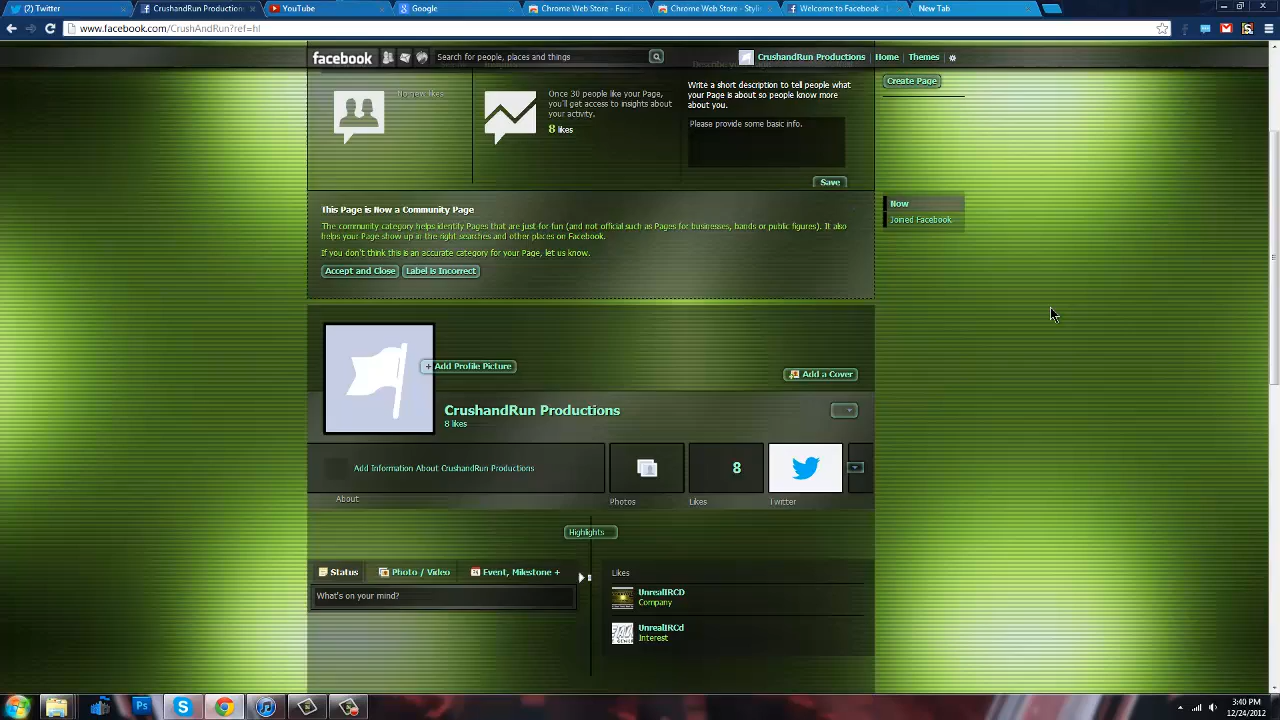 (7) Twitter
CrushandRun Production
YouTube
Google
Chrome Web Store - Face
Chrome Web Store - Styli
Welcome to Facebook - L
New Tab
www.facebook.com/CrushAndRun?ref=hl
facebook
Search for people, places and things
CrushandRun Productions
Home
Themes
Create Page
No new likes
Once 30 people like your Page,
you'll get access to insights about
your activity.
8 likes
Write a short description to tell people what
your Page is about so people know more
about you.
Please provide some basic info.
Save
Now
Joined Facebook
This Page is Now a Community Page
The community category helps identify Pages that are just for fun (and not official such as Pages for businesses, bands or public figures). It also
helps your Page show up in the right searches and other places on Facebook.
If you don't think this is an accurate category for your Page, let us know.
Accept and Close
Label is Incorrect
+ Add Profile Picture
Add a Cover
CrushandRun Productions
8 likes
Add Information About CrushandRun Productions
8
About
Photos
Likes
Twitter
Highlights
Status
Photo / Video
Event, Milestone +
What's on your mind?
Likes
UnrealIRCD
Company
UnrealIRCd
Interest
3:40 PM
12/24/2012